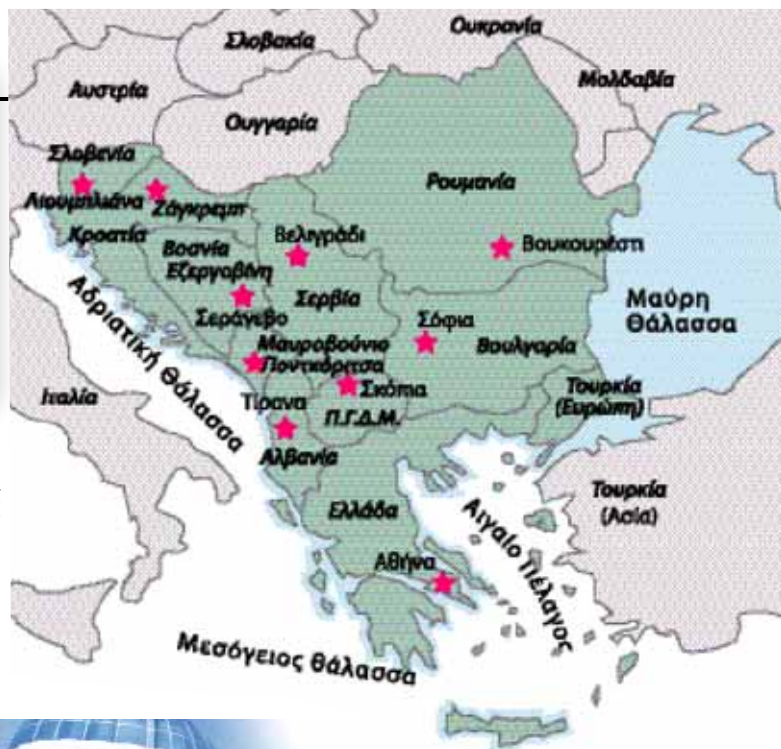 Ουκρανία
Σλοβακία
Μολδαβία
Αυστρία
Ουγγαρία
Σλοβενία
Ρουμανία
Λιουμπλιάνα
Ζάγκρεμπ
Κροατία
Βοσνία
Εζεργοβίνη
Βελιγράδι
Βουκουρέστι
Σεράγεβο
Σερβία
Σόφια
Μαύρη
Θάλασσα
Αδριατική Θάλασσα
Μαυροβούνιο
Ποντκόριτσα
Βουλγαρία
Ιταλία
Τίρανα
Σκόπια
Π.Γ.Δ.Μ.
Τουρκία
(Ευρώπη)
Αλβανία
Ελλάδα
Τουρκία
(Ασία)
Αιγαίο Πέλαγος
Αθήνα
Μεσόγειος θάλασσα